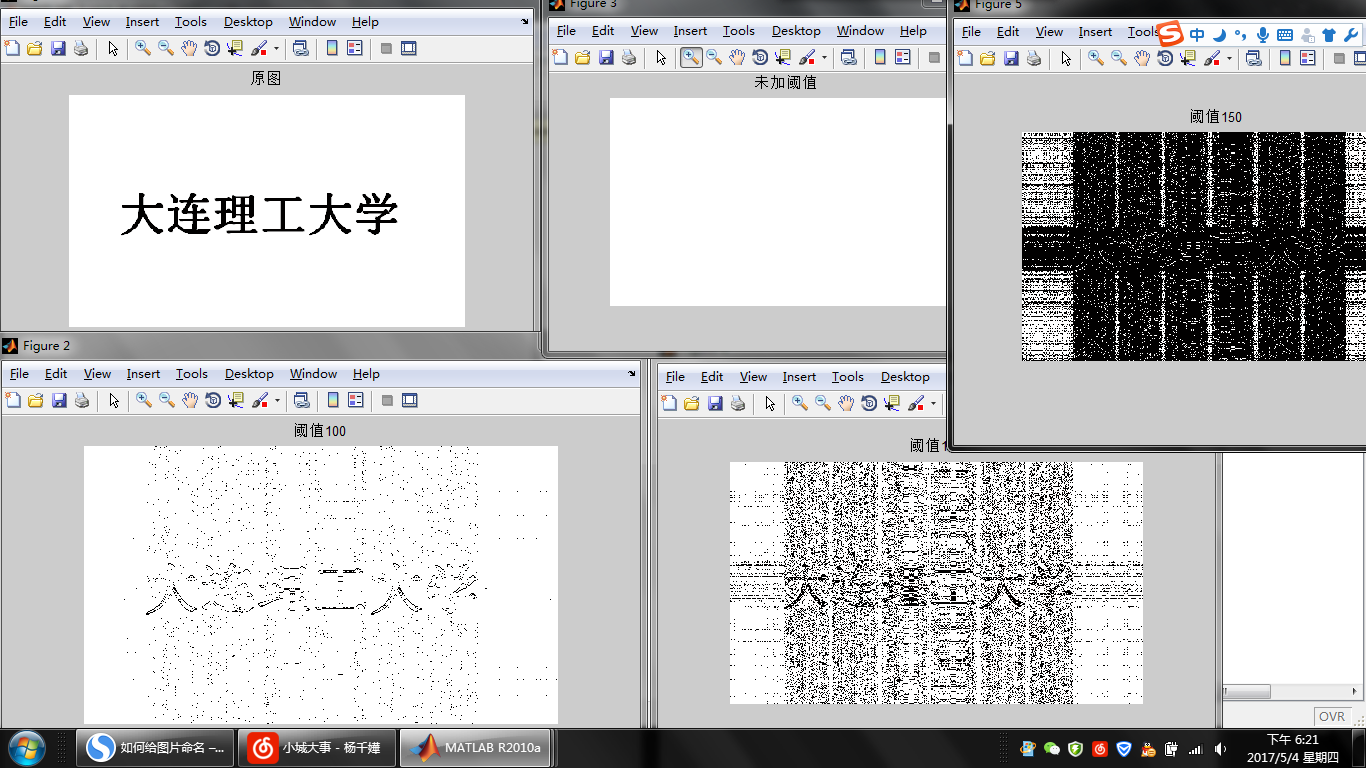 File Edit View Insert Tools Desktop Window Help
原图
大连理工大学
Figure 3
File Edit View Insert Tools Desktop Window Help
未加阈值
Figure 5
File Edit View Insert Tools
中
阈值150
Figure 2
File Edit View Insert Tools Desktop Window Help
阈值100
File Edit View Insert Tools Desktop
阈值1
OVR
如何给图片命名 –...
小城大事 - 杨千嬅
MATLAB R2010a
下午 6:21
2017/5/4 星期四